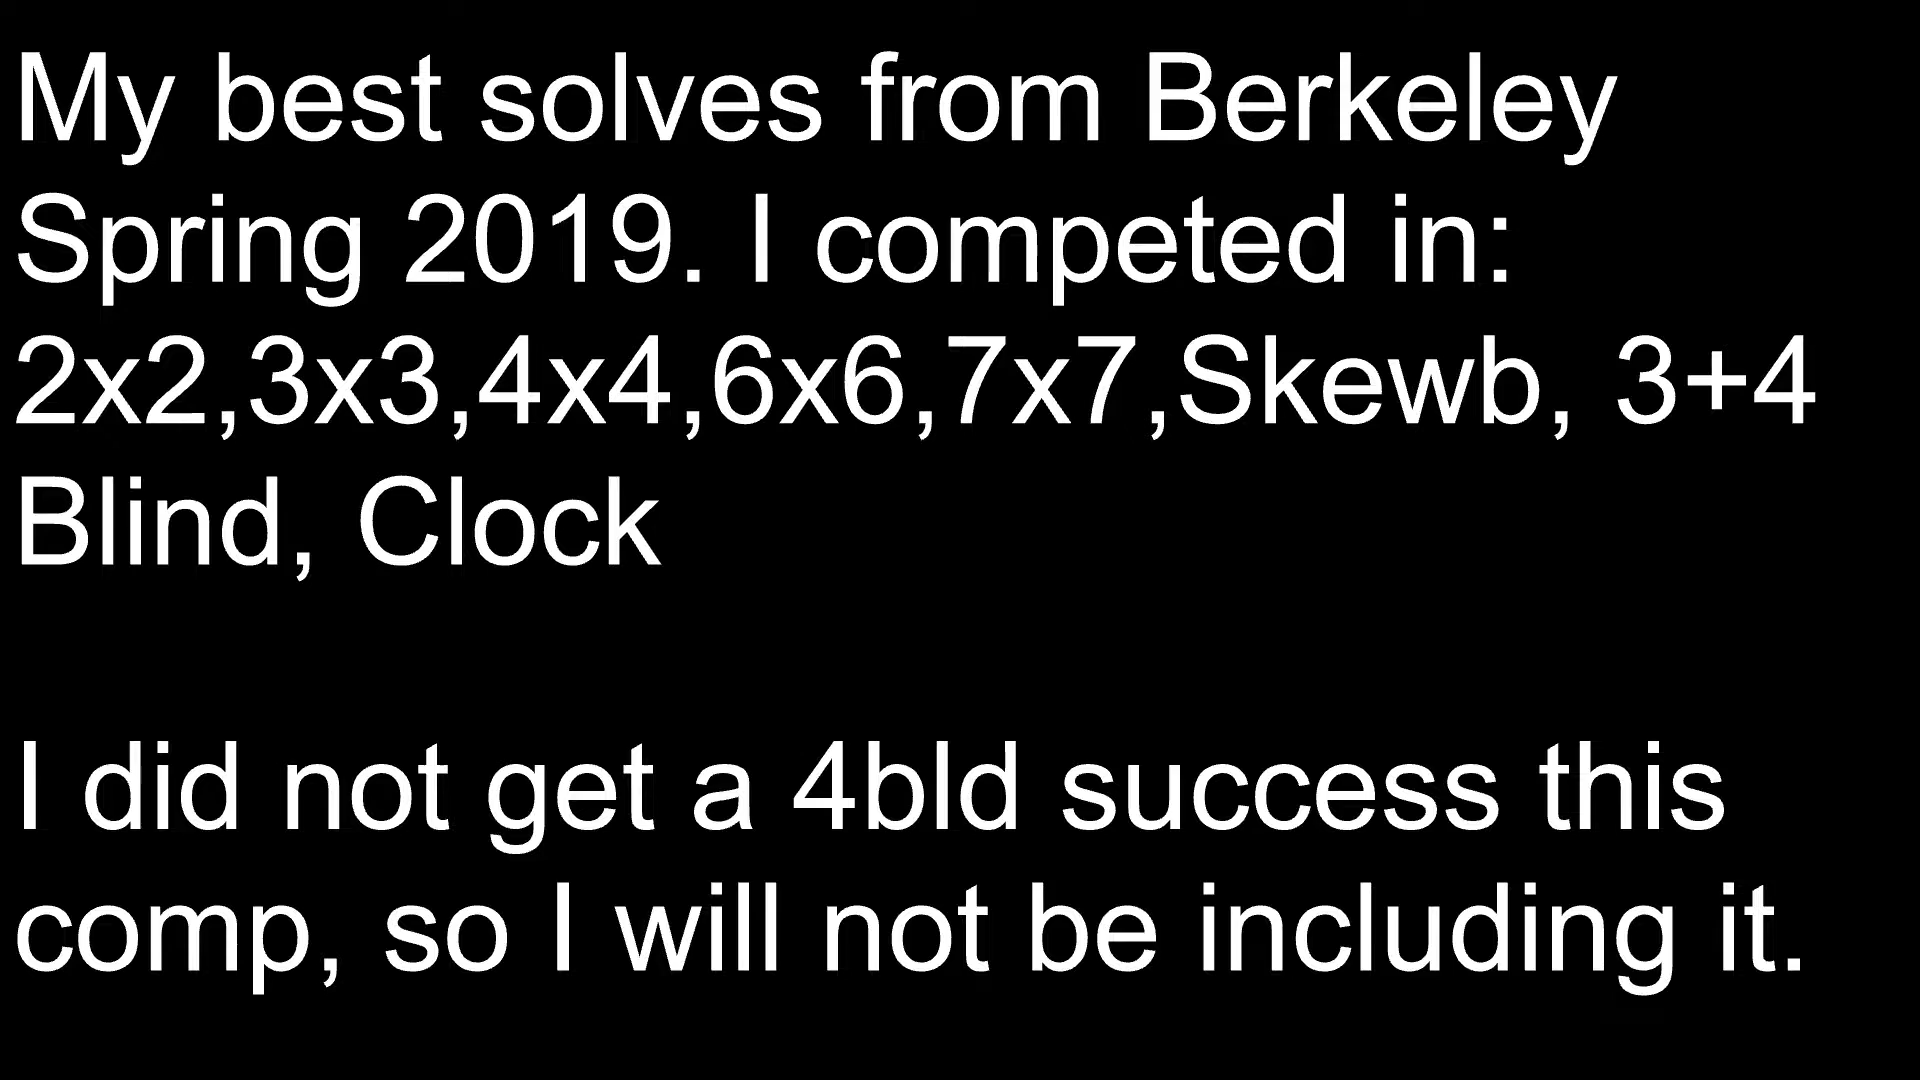 My best solves from Berkeley
Spring 2019. I competed in:
2x2,3x3,4x4,6x6,7x7,Skewb, 3+4
Blind, Clock
I did not get a 4bld success this
comp, so I will not be including it.